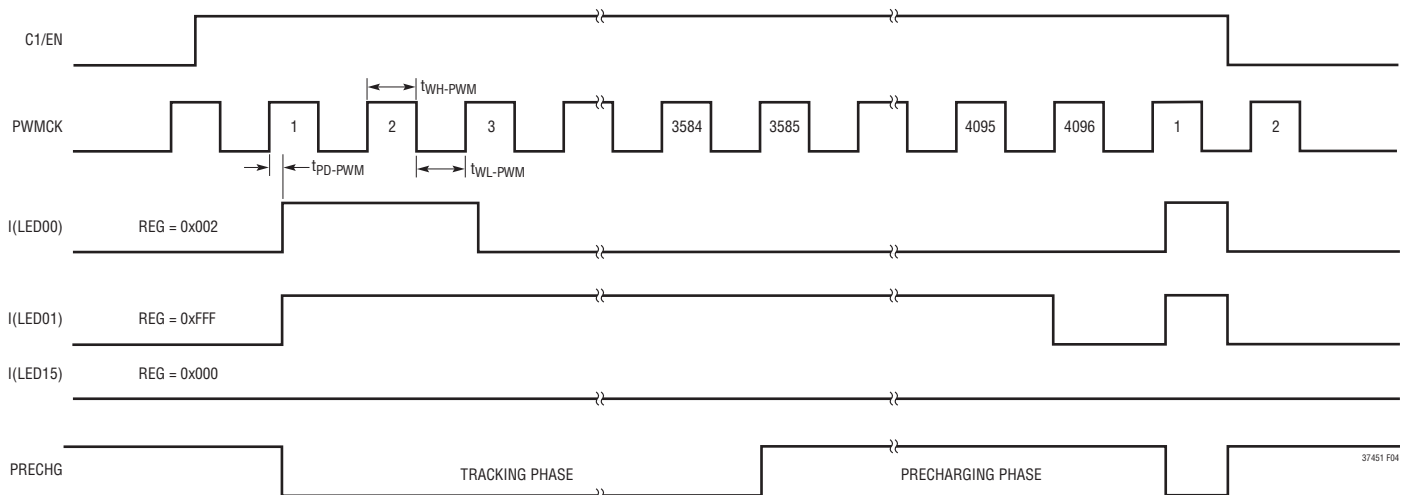 C1/EN
PWMCK
1
2
3
3584
3585
4095
4096
1
2
tWH-PWM
tPD-PWM
tWL-PWM
I(LED00)
REG = 0x002
I(LED01)
REG = 0xFFF
I(LED15)
REG = 0x000
PRECHG
TRACKING PHASE
PRECHARGING PHASE
37451 F04